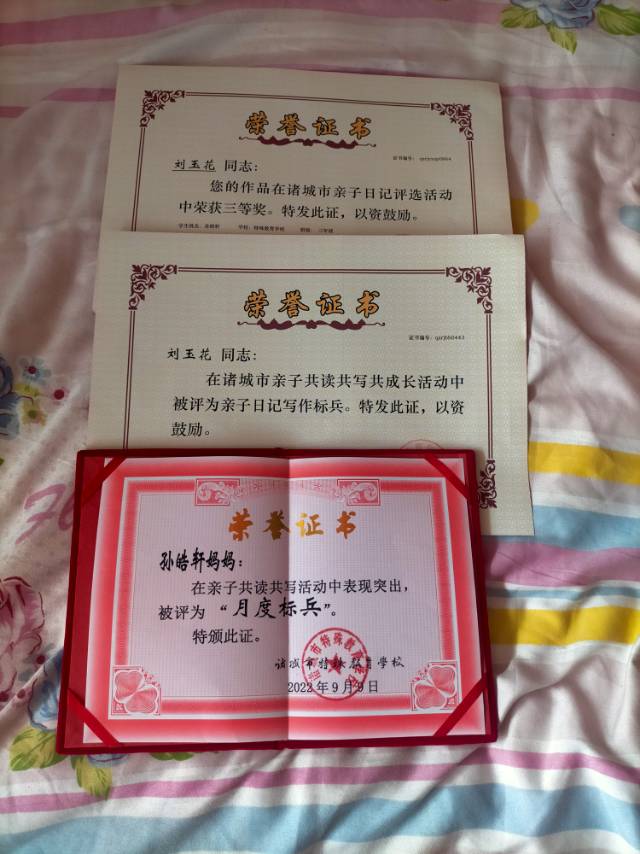 荣誉证书
刘玉花 同志：
您的作品在诸城市亲子日记评选活动
中荣获三等奖。特发此证，以资鼓励。
荣誉证书
证书编号：
刘玉花 同志：
在诸城市亲子共读共写共成长活动中
被评为亲子日记写作标兵。特发此证，以资
鼓励。
荣誉证书
孙皓轩妈妈：
在亲子共读共写活动中表现突出，
被评为“月度标兵”。
特颁此证。
诸城市特殊教育学校
2022年9月9日